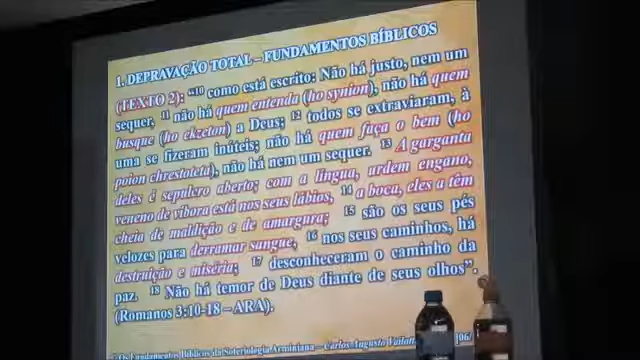 1. DEPRAVAÇÃO TOTAL – FUNDAMENTOS BÍBLICOS
(TEXTO 2): “10 como está escrito: Não há justo, nem um
sequer, 11 não há quem entenda (ho syníon), não há quem
busque (ho ekzeton) a Deus; 12 todos se extraviaram, à
uma se fizeram inúteis; não há quem faça o bem (ho
poion chrestoteta), não há nem um sequer. 13 A garganta
deles é sepulcro aberto; com a língua, urdem engano,
veneno de víbora está nos seus lábios, 14 a boca, eles a têm
cheia de maldição e de amargura; 15 são os seus pés
velozes para derramar sangue, 16 nos seus caminhos, há
destruição e miséria; 17 desconheceram o caminho da
paz. 18 Não há temor de Deus diante de seus olhos”.
(Romanos 3:10-18 – ARA).
Os Fundamentos Bíblicos da Soteriologia Arminiana – Carlos Augusto [06/